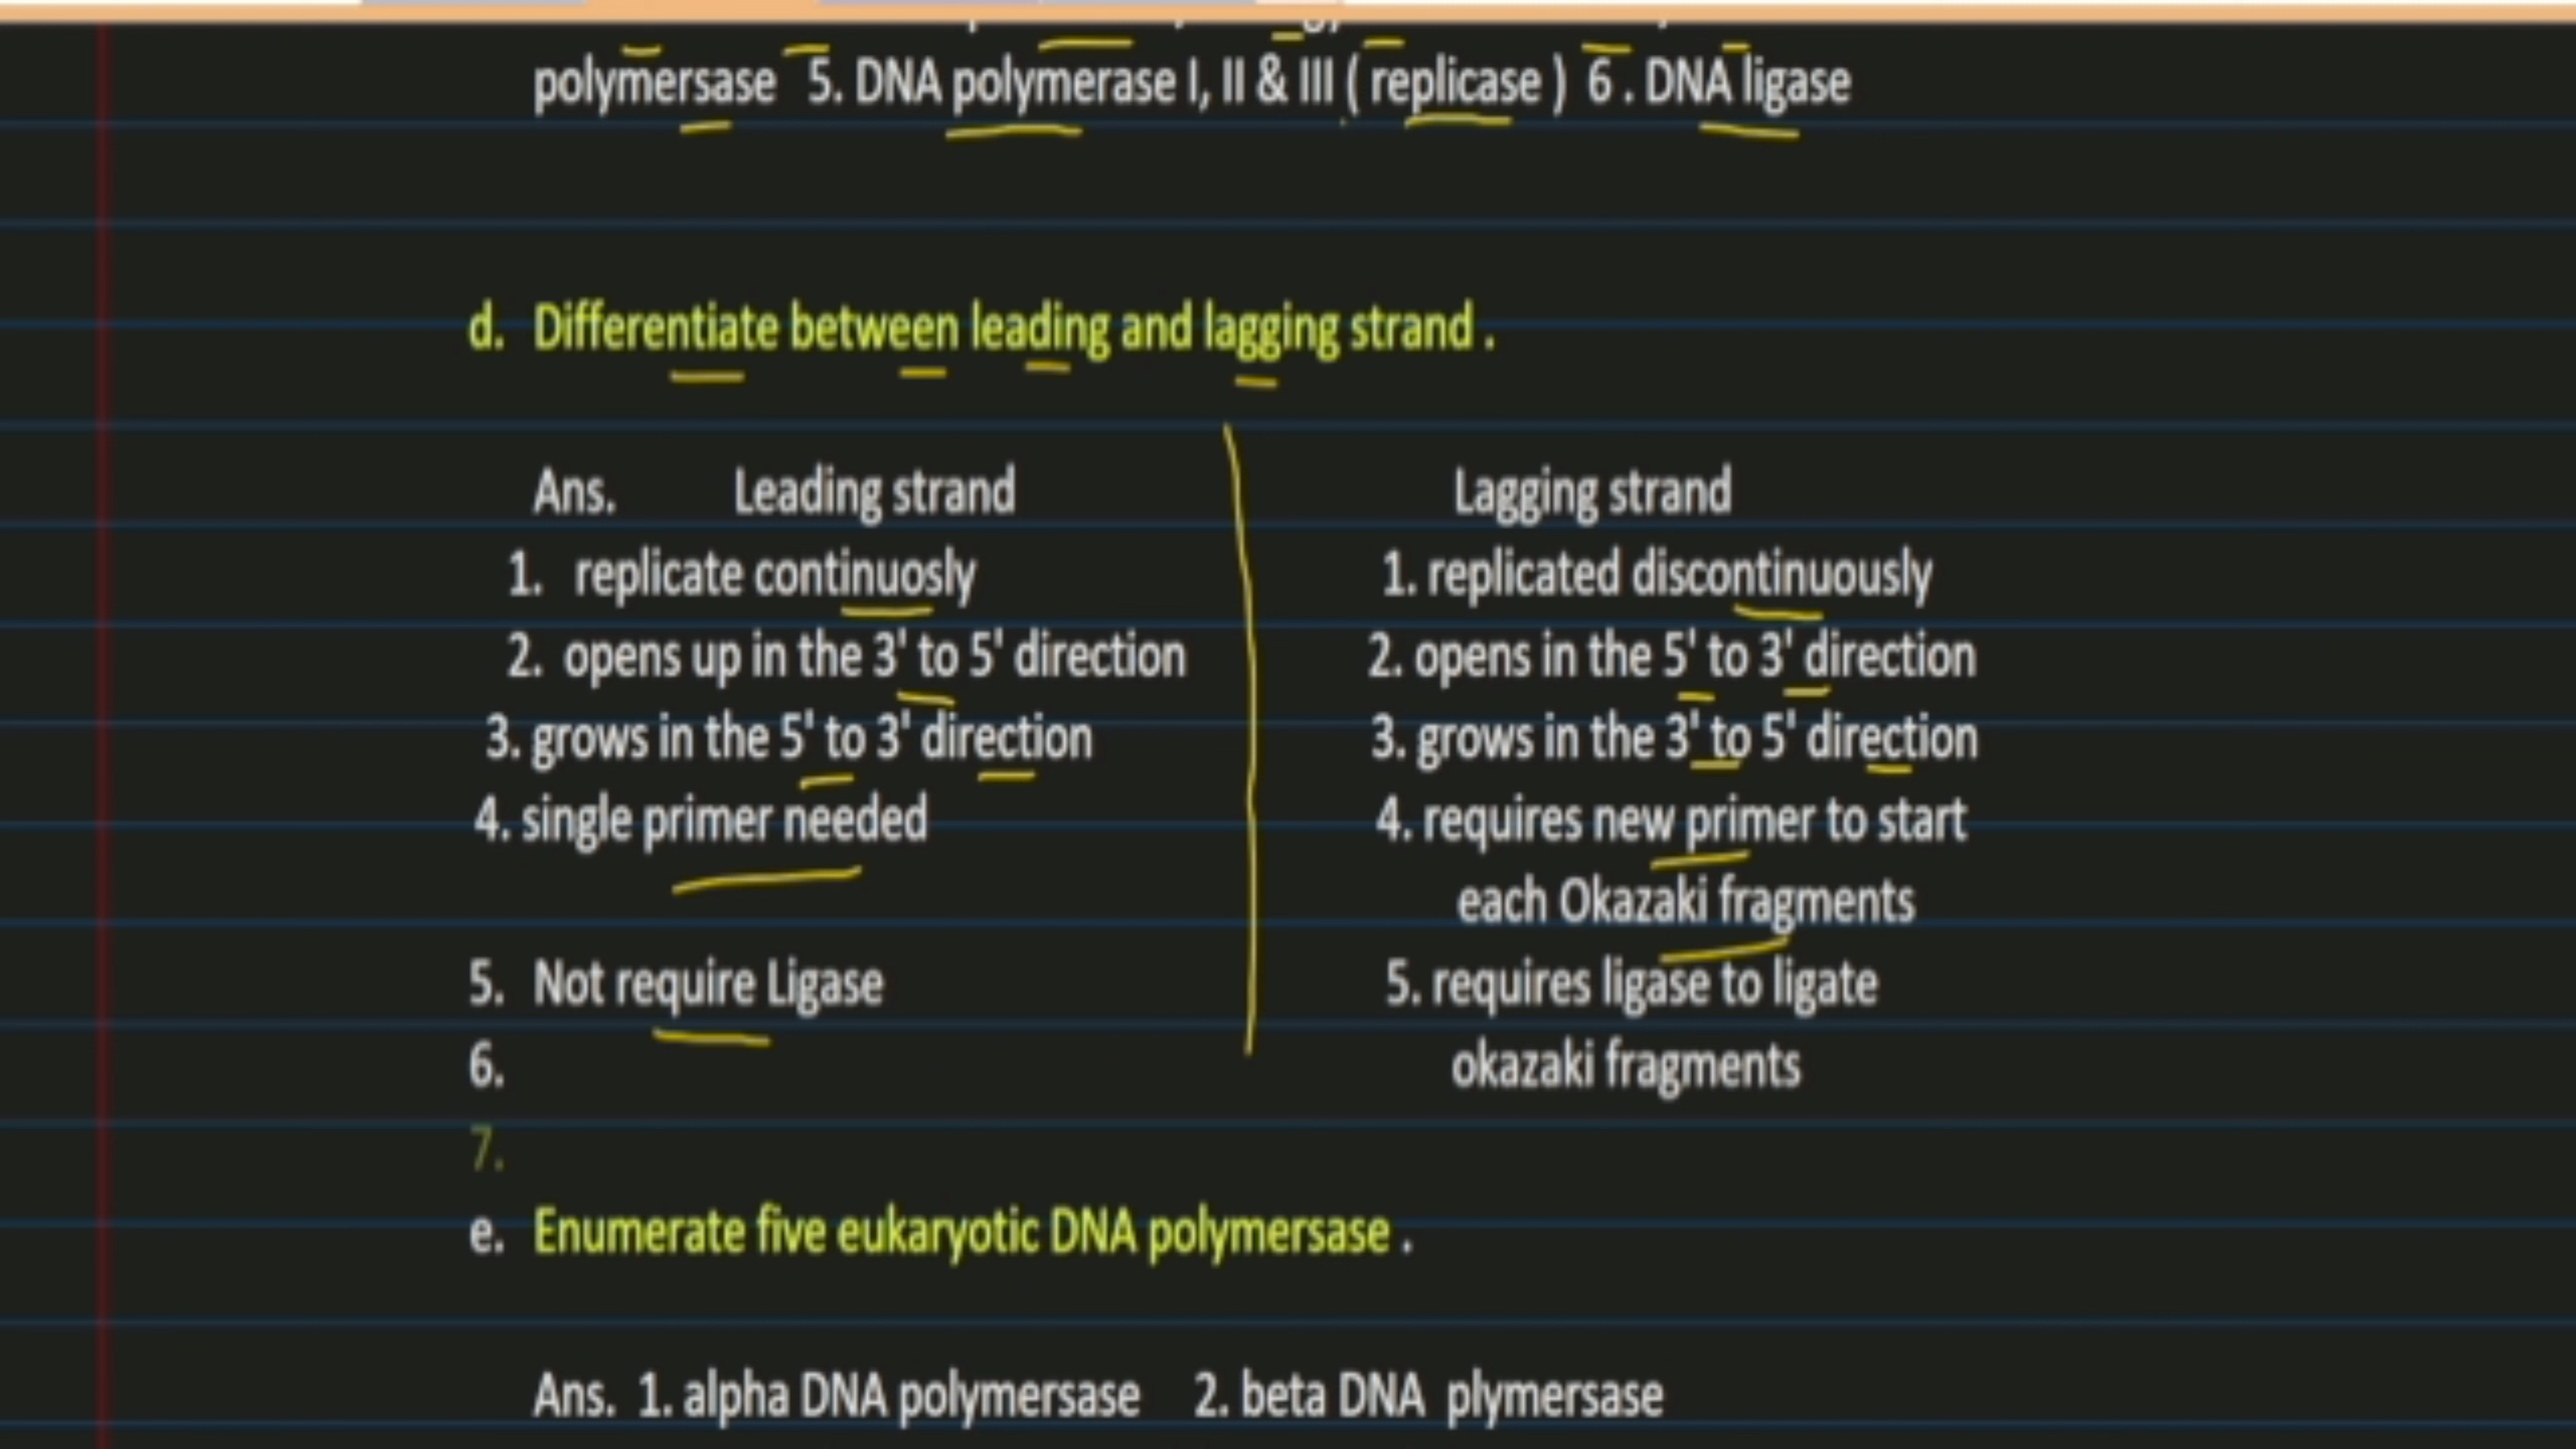 polymersase 5. DNA polymerase I, II & III ( replicase ) 6 . DNA ligase
d. Differentiate between leading and lagging strand .
Ans. Leading strand Lagging strand
1. replicate continuosly 1. replicated discontinuously
2. opens up in the 3' to 5' direction 2. opens in the 5' to 3' direction
3. grows in the 5' to 3' direction 3. grows in the 3' to 5' direction
4. single primer needed 4. requires new primer to start
each Okazaki fragments
5. Not require Ligase 5. requires ligase to ligate
6. okazaki fragments
7.
e. Enumerate five eukaryotic DNA polymersase .
Ans. 1. alpha DNA polymersase 2. beta DNA plymersase